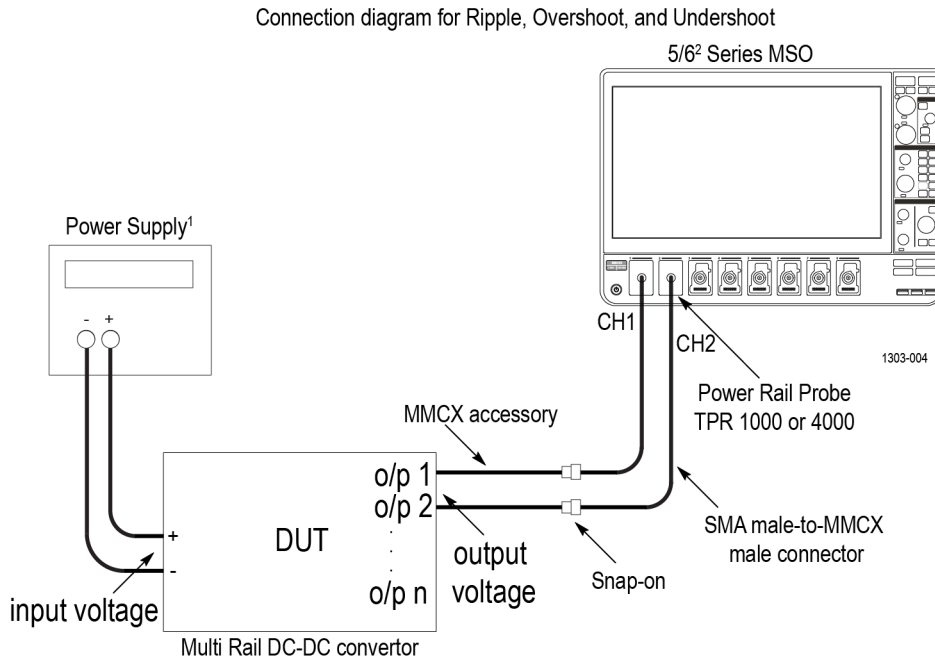 Connection diagram for Ripple, Overshoot, and Undershoot
5/6² Series MSO
Power Supply¹
- +
CH1
CH2
1303-004
Power Rail Probe
TPR 1000 or 4000
MMCX accessory
o/p 1
o/p 2
.
.
.
o/p n
DUT
+
-
output
voltage
SMA male-to-MMCX
male connector
Snap-on
input voltage
Multi Rail DC-DC convertor